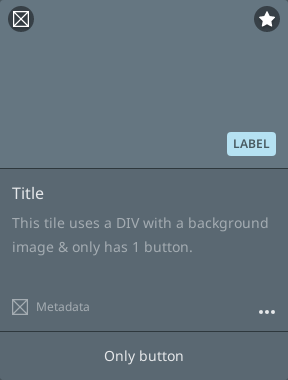 LABEL
Title
This tile uses a DIV with a background
image & only has 1 button.
Metadata
Only button